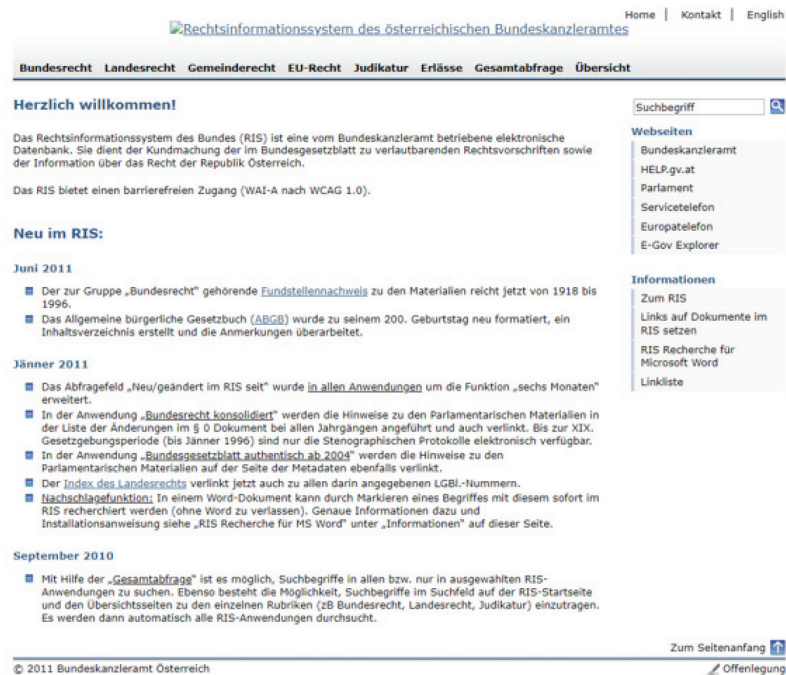 Home | Kontakt | English
Rechtsinformationssystem des österreichischen Bundeskanzleramtes
Bundesrecht Landesrecht Gemeinderecht EU-Recht Judikatur Erlässe Gesamtabfrage Übersicht
Herzlich willkommen!
Das Rechtsinformationssystem des Bundes (RIS) ist eine vom Bundeskanzleramt betriebene elektronische
Datenbank. Sie dient der Kundmachung der im Bundesgesetzblatt zu verlautbarenden Rechtsvorschriften sowie
der Information über das Recht der Republik Österreich.
Das RIS bietet einen barrierefreien Zugang (WAI-A nach WCAG 1.0).
Neu im RIS:
Juni 2011
Der zur Gruppe „Bundesrecht“ gehörende Fundstellennachweis zu den Materialien reicht jetzt von 1918 bis
1996.
Das Allgemeine bürgerliche Gesetzbuch (ABGB) wurde zu seinem 200. Geburtstag neu formatiert, ein
Inhaltsverzeichnis erstellt und die Anmerkungen überarbeitet.
Jänner 2011
Das Abfragefeld „Neu/geändert im RIS seit“ wurde in allen Anwendungen um die Funktion „sechs Monaten“
erweitert.
In der Anwendung „Bundesrecht konsolidiert“ werden die Hinweise zu den Parlamentarischen Materialien in
der Liste der Änderungen im § 0 Dokument bei allen Jahrgängen angeführt und auch verlinkt. Bis zur XIX.
Gesetzgebungsperiode (bis Jänner 1996) sind nur die Stenographischen Protokolle elektronisch verfügbar.
In der Anwendung „Bundesgesetzblatt authentisch ab 2004“ werden die Hinweise zu den
Parlamentarischen Materialien auf der Seite der Metadaten ebenfalls verlinkt.
Der Index des Landesrechts verlinkt jetzt auch zu allen darin angegebenen LGBl.-Nummern.
Nachschlagefunktion: In einem Word-Dokument kann durch Markieren eines Begriffes mit diesem sofort im
RIS recherchiert werden (ohne Word zu verlassen). Genaue Informationen dazu und
Installationsanweisung siehe „RIS Recherche für MS Word“ unter „Informationen“ auf dieser Seite.
September 2010
Mit Hilfe der „Gesamtabfrage“ ist es möglich, Suchbegriffe in allen bzw. nur in ausgewählten RIS-
Anwendungen zu suchen. Ebenso besteht die Möglichkeit, Suchbegriffe im Suchfeld auf der RIS-Startseite
und den Übersichtsseiten zu den einzelnen Rubriken (zB Bundesrecht, Landesrecht, Judikatur) einzutragen.
Es werden dann automatisch alle RIS-Anwendungen durchsucht.
Suchbegriff
Webseiten
Bundeskanzleramt
HELP.gv.at
Parlament
Servicetelefon
Europatelefon
E-Gov Explorer
Informationen
Zum RIS
Links auf Dokumente im
RIS setzen
RIS Recherche für
Microsoft Word
Linkliste
Zum Seitenanfang
© 2011 Bundeskanzleramt Österreich
Offenlegung